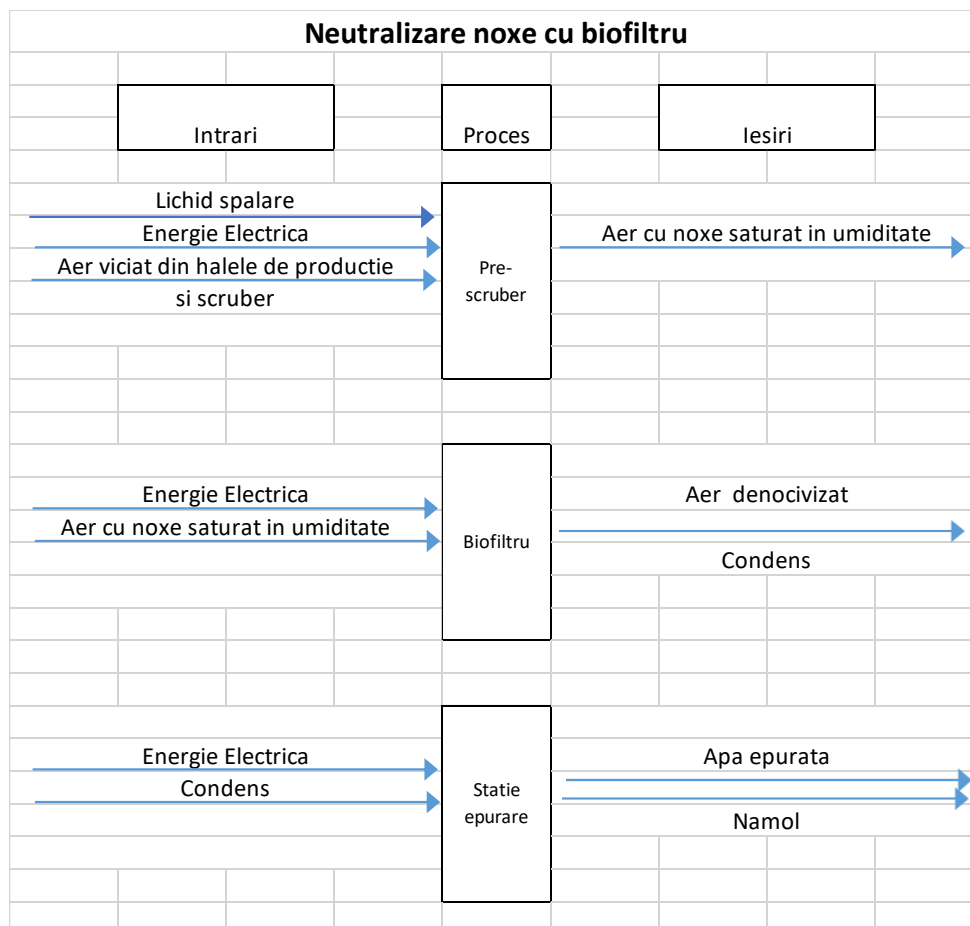 Neutralizare noxe cu biofiltru
Intrari
Proces
Iesiri
Lichid spalare
Energie Electrica
Aer viciat din halele de productie
si scruber
Pre-
scruber
Aer cu noxe saturat in umiditate
Energie Electrica
Aer cu noxe saturat in umiditate
Biofiltru
Aer  denocivizat
Condens
Energie Electrica
Condens
Statie
epurare
Apa epurata
Namol